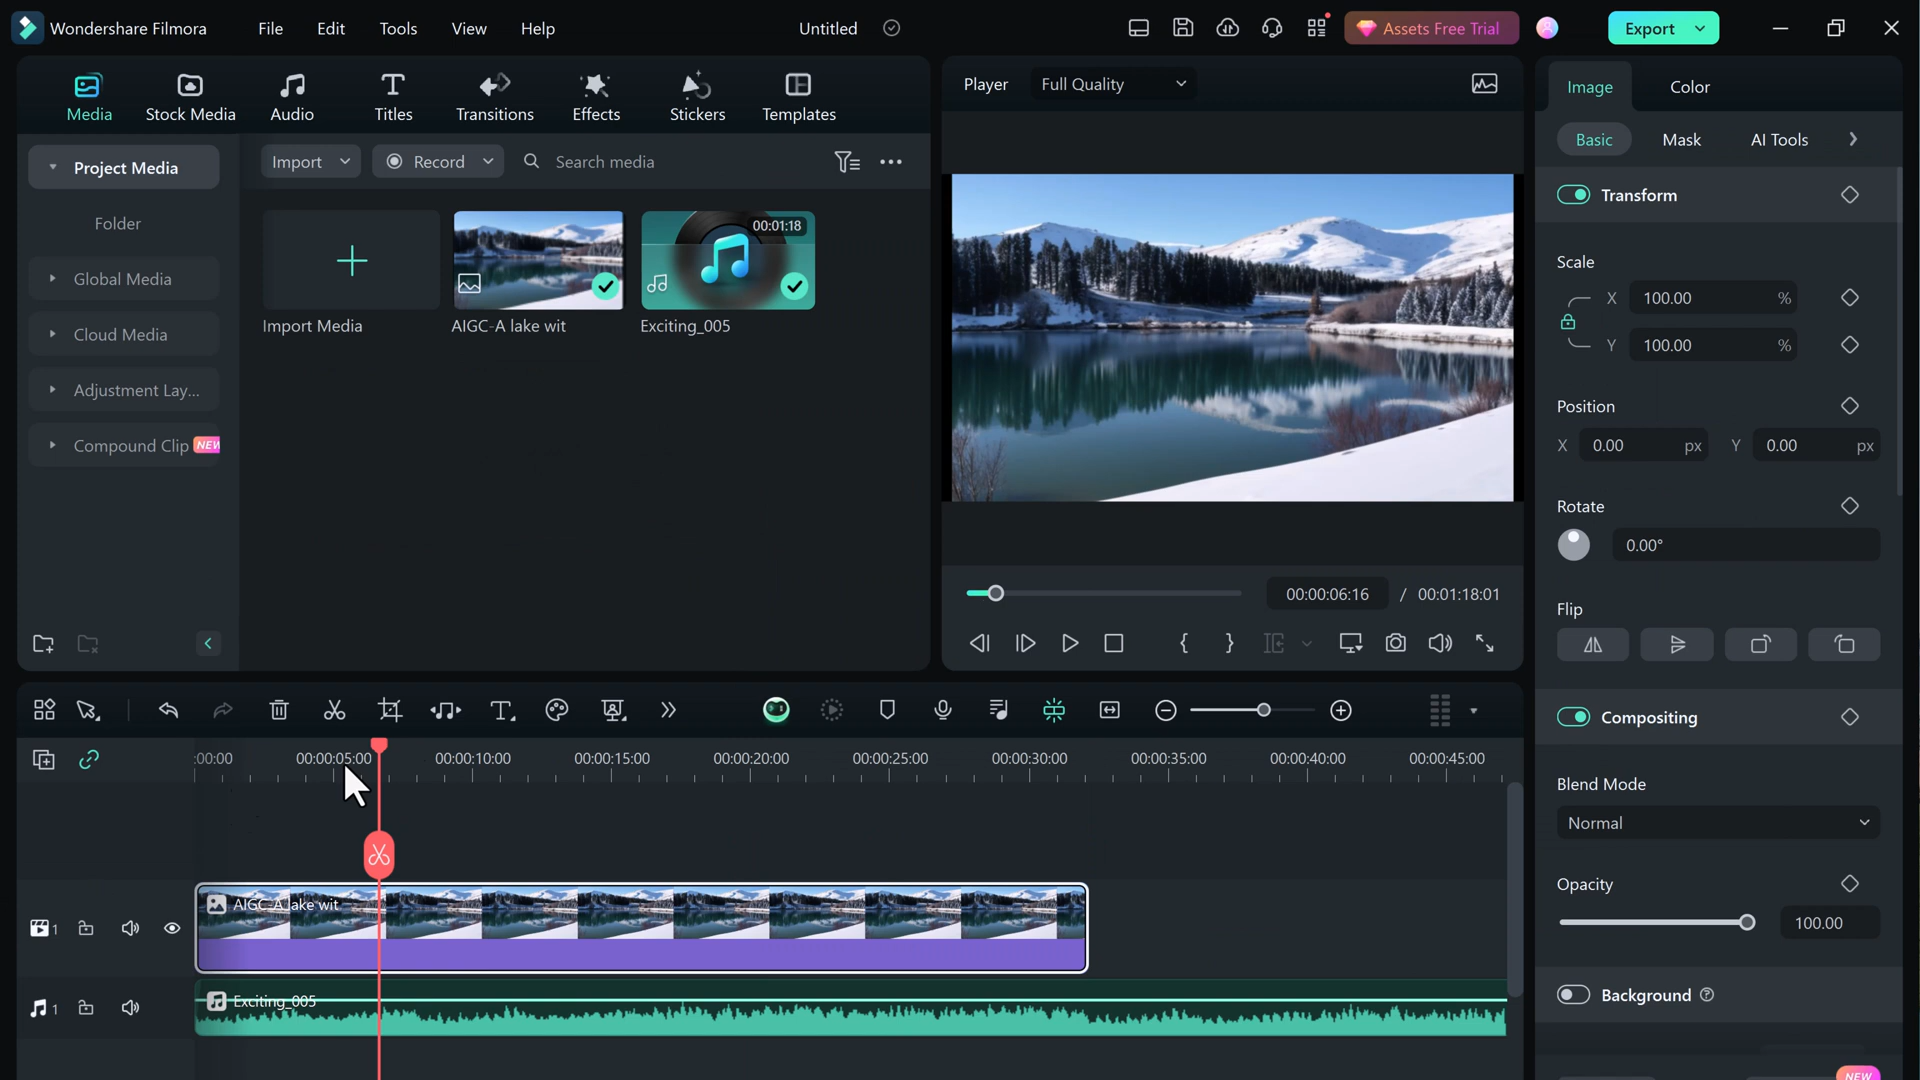 Wondershare Filmora
File
Edit
Tools
View
Help
Untitled
Assets Free Trial
Export
Media
Stock Media
Audio
Titles
Transitions
Effects
Stickers
Templates
Project Media
Folder
Global Media
Cloud Media
Adjustment Lay...
Compound Clip NEW
Import
Record
Search media
00:01:18
Import Media
AIGC-A lake wit
Exciting_005
Player
Full Quality
00:00:06:16 / 00:01:18:01
Image
Color
Basic
Mask
AI Tools
Transform
Scale
X 100.00 %
Y 100.00 %
Position
X 0.00 px Y 0.00 px
Rotate
0.00°
Flip
Compositing
Blend Mode
Normal
Opacity
100.00
Background
NEW
:00:00 00:00:05:00 00:00:10:00 00:00:15:00 00:00:20:00 00:00:25:00 00:00:30:00 00:00:35:00 00:00:40:00 00:00:45:00
1
AIGC-A lake wit
1
Exciting_005